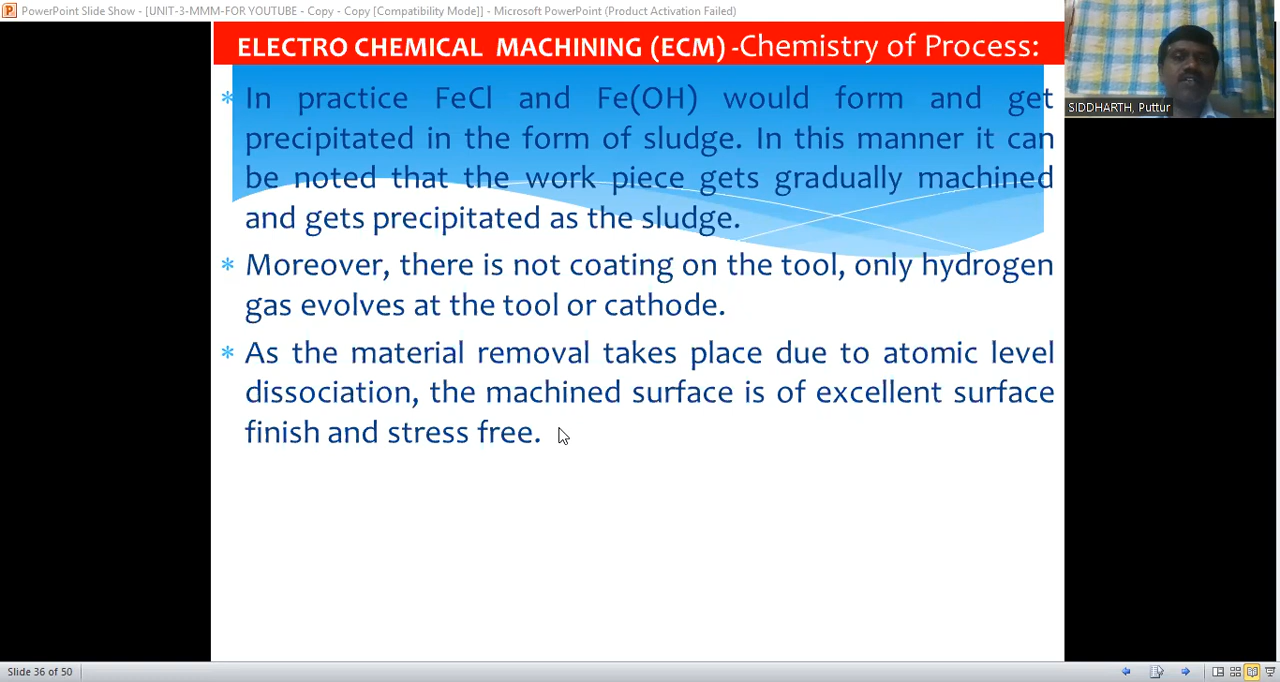 PowerPoint Slide Show - [UNIT-3-MMM-FOR YOUTUBE - Copy - Copy [Compatibility Mode]] - Microsoft PowerPoint (Product Activation Failed)
ELECTRO CHEMICAL MACHINING (ECM) -Chemistry of Process:
SIDDHARTH, Puttur
* In practice FeCl and Fe(OH) would form and get
precipitated in the form of sludge. In this manner it can
be noted that the work piece gets gradually machined
and gets precipitated as the sludge.
* Moreover, there is not coating on the tool, only hydrogen
gas evolves at the tool or cathode.
* As the material removal takes place due to atomic level
dissociation, the machined surface is of excellent surface
finish and stress free.
Slide 36 of 50